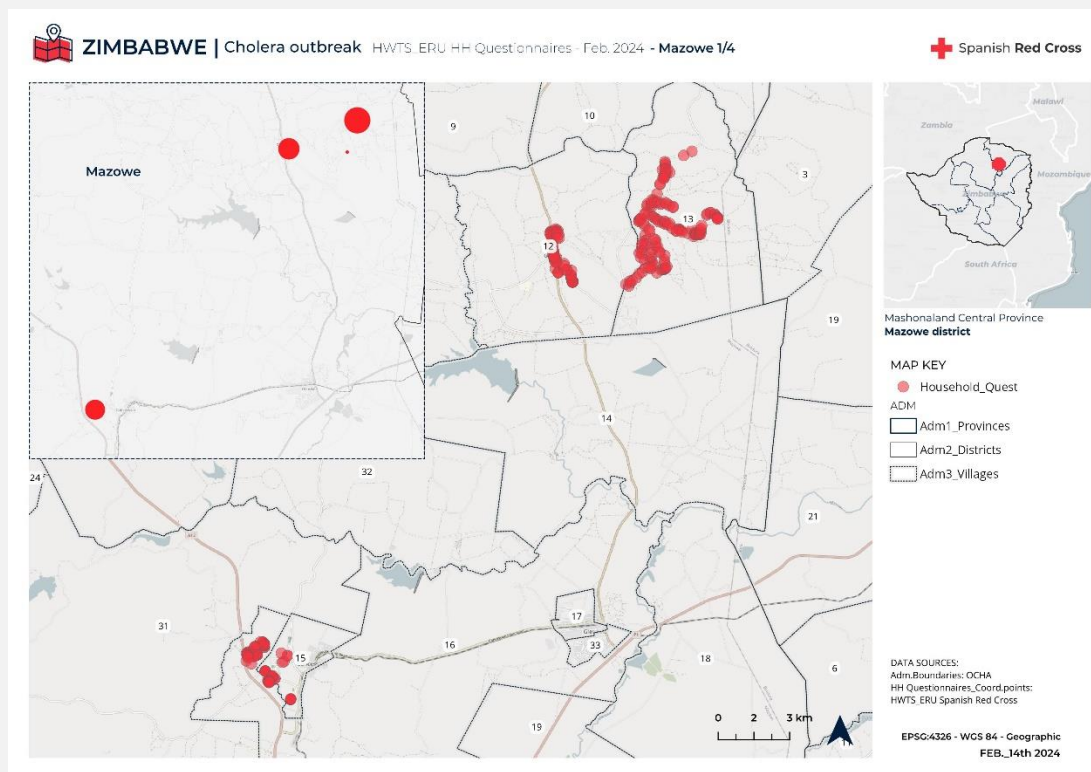 ZIMBABWE | Cholera outbreak HWTS_ERU HH Questionnaires - Feb. 2024 - Mazowe 1/4
Spanish Red Cross
Mazowe
9
10
3
13
12
19
14
32
24
21
31
15
16
17
33
18
6
19
0 2 3 km
Malawi
Zambia
Mozambique
Zimbabwe
South Africa
Mashonaland Central Province
Mazowe district
MAP KEY
Household_Quest
ADM
Adm1_Provinces
Adm2_Districts
Adm3_Villages
DATA SOURCES:
Adm.Boundaries: OCHA
HH Questionnaires_Coord.points:
HWTS_ERU Spanish Red Cross
EPSG:4326 - WGS 84 - Geographic
FEB._14th 2024